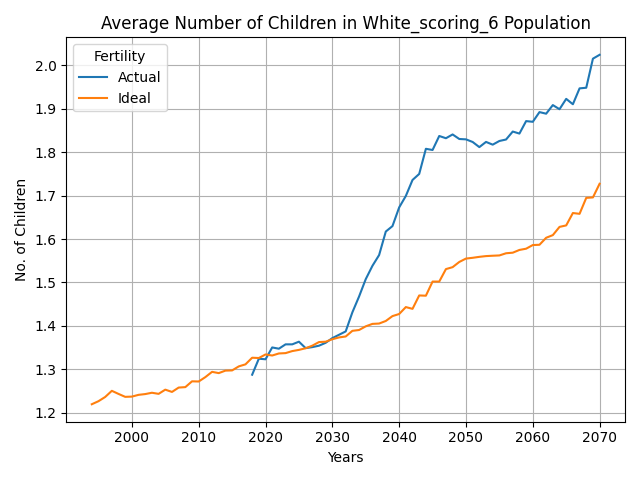 Average Number of Children in White_scoring_6 Population
Fertility
Actual
Ideal
No. of Children
2.0
1.9
1.8
1.7
1.6
1.5
1.4
1.3
1.2
2000 2010 2020 2030 2040 2050 2060 2070
Years